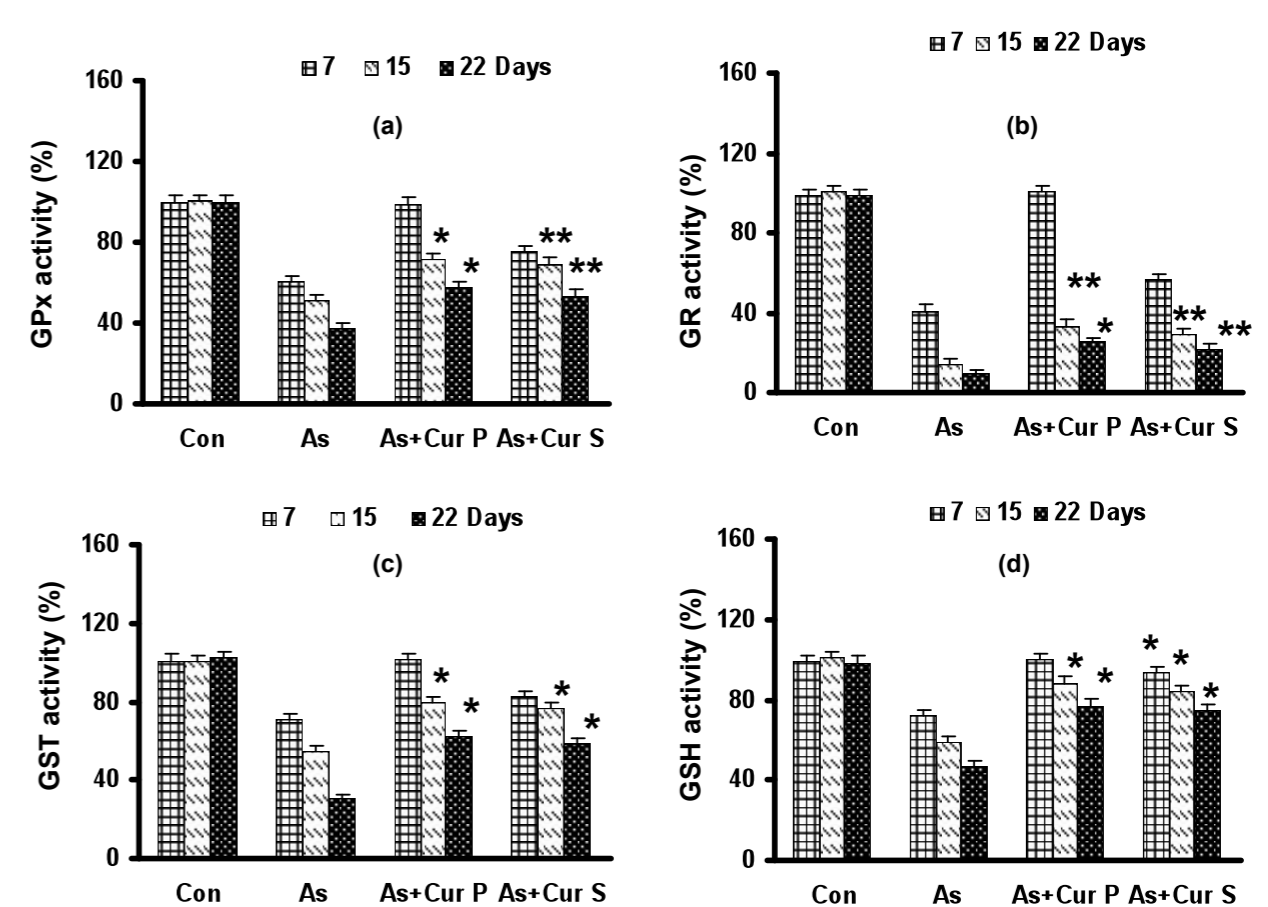 7 15 22 Days
(a)
GPx activity (%)
160
120
80
40
0
* * ** **
Con As As+Cur P As+Cur S
7 15 22 Days
(b)
GR activity (%)
160
120
80
40
0
** * ** **
Con As As+Cur P As+Cur S
7 15 22 Days
(c)
GST activity (%)
160
120
80
40
0
* * * *
Con As As+Cur P As+Cur S
7 15 22 Days
(d)
GSH activity (%)
160
120
80
40
0
* * * * *
Con As As+Cur P As+Cur S